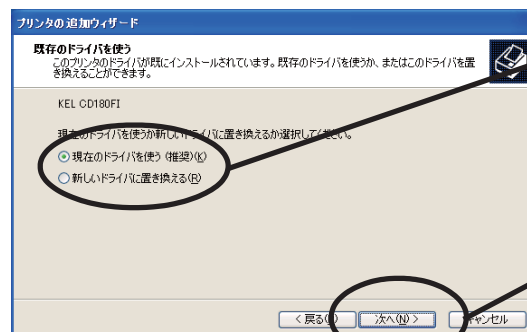 プリンタの追加ウィザード
既存のドライバを使う
このプリンタのドライバが既にインストールされています。既存のドライバを使うか、またはこのドライバを置
き換えることができます。
KEL CD180FI
現在のドライバを使うか新しいドライバに置き換えるか選択してください。
現在のドライバを使う (推奨)(K)
新しいドライバに置き換える(R)
< 戻る(B)
次へ(N) >
キャンセル